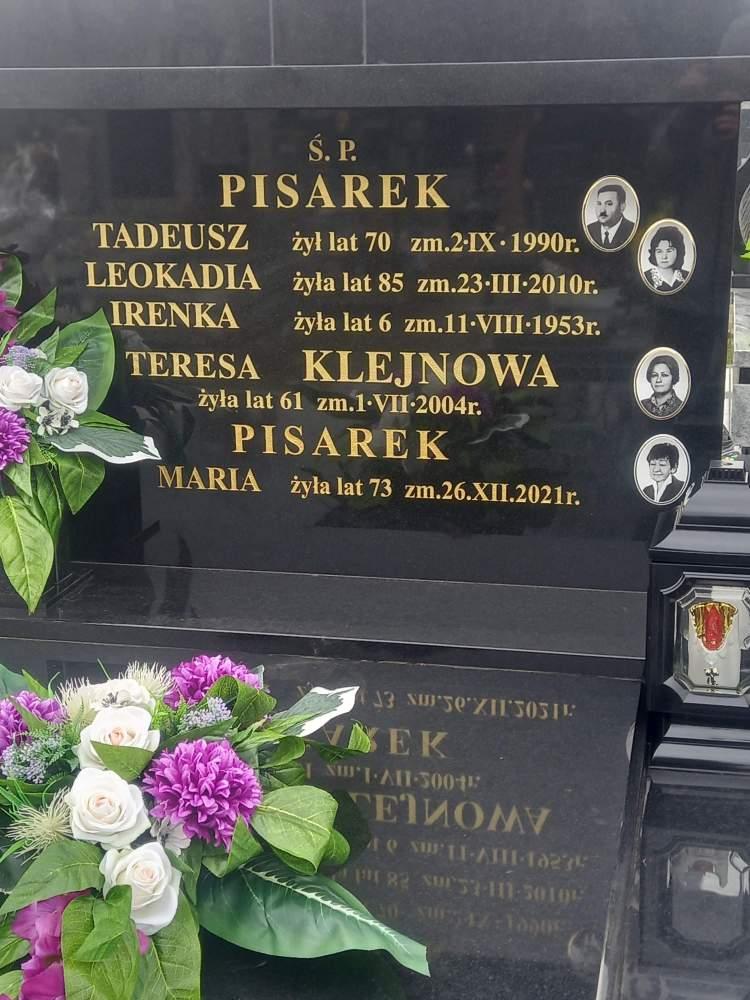 Ś. P.
PISAREK
TADEUSZ żył lat 70 zm.2·IX·1990r.
LEOKADIA żyła lat 85 zm.23·III·2010r.
IRENKA żyła lat 6 zm.11·VIII·1953r.
TERESA KLEJNOWA
żyła lat 61 zm.1·VII·2004r.
PISAREK
MARIA żyła lat 73 zm.26.XII.2021r.